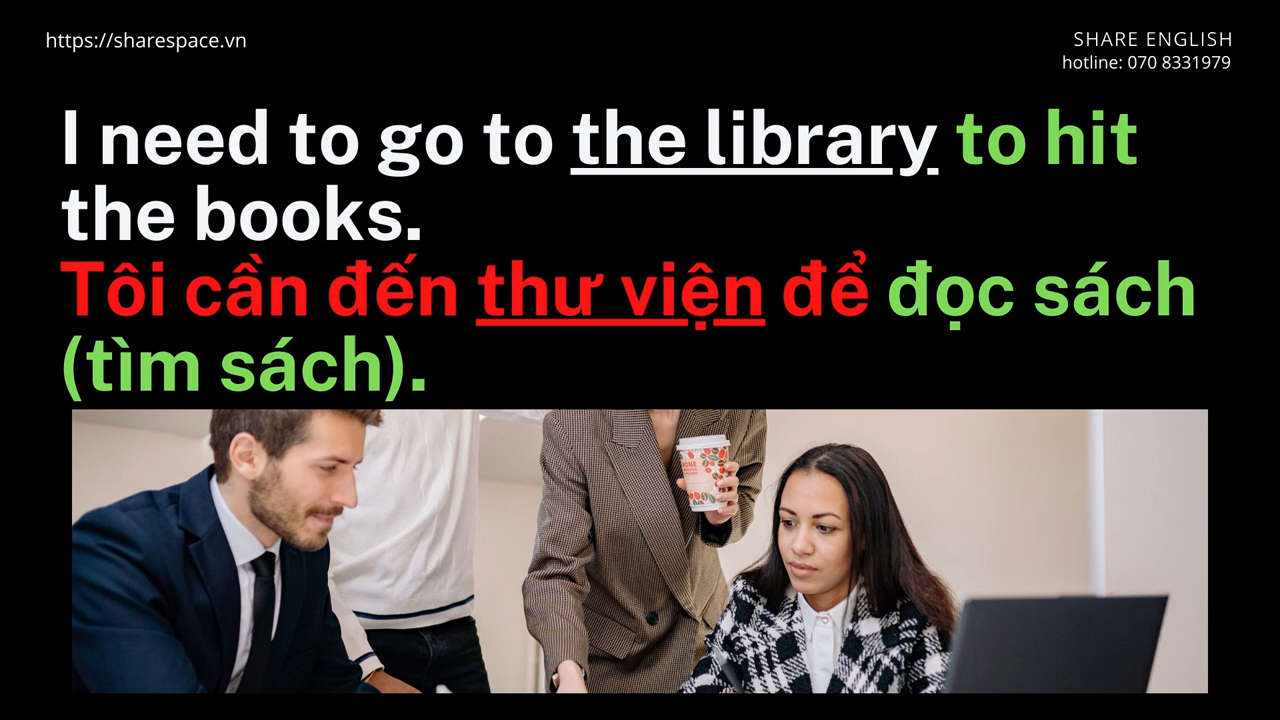 https://sharespace.vn
SHARE ENGLISH
hotline: 070 8331979
I need to go to the library to hit
the books.
Tôi cần đến thư viện để đọc sách
(tìm sách).